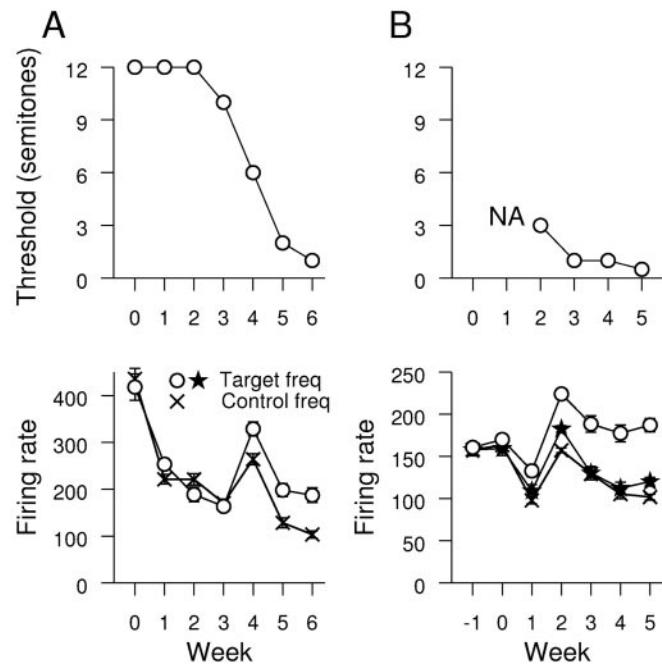 A
B
Threshold (semitones)
12
9
6
3
0
0 1 2 3 4 5 6
12
9
6
3
0
NA
0 1 2 3 4 5
Firing rate
400
300
200
100
0
Target freq
Control freq
0 1 2 3 4 5 6
Week
Firing rate
250
200
150
100
50
0
-1 0 1 2 3 4 5
Week